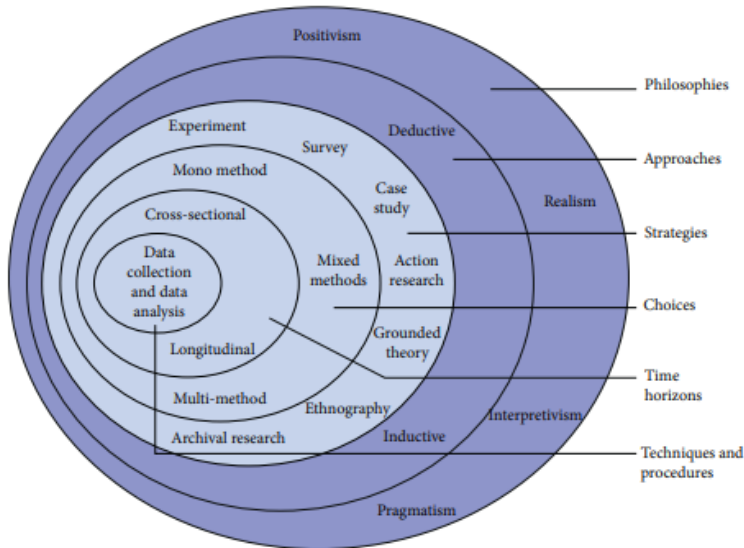 Positivism
Philosophies
Experiment
Deductive
Survey
Approaches
Mono method
Case
study
Realism
Cross-sectional
Strategies
Data
collection
and data
analysis
Mixed
methods
Action
research
Choices
Grounded
theory
Longitudinal
Time
horizons
Multi-method
Ethnography
Interpretivism
Archival research
Inductive
Techniques and
procedures
Pragmatism